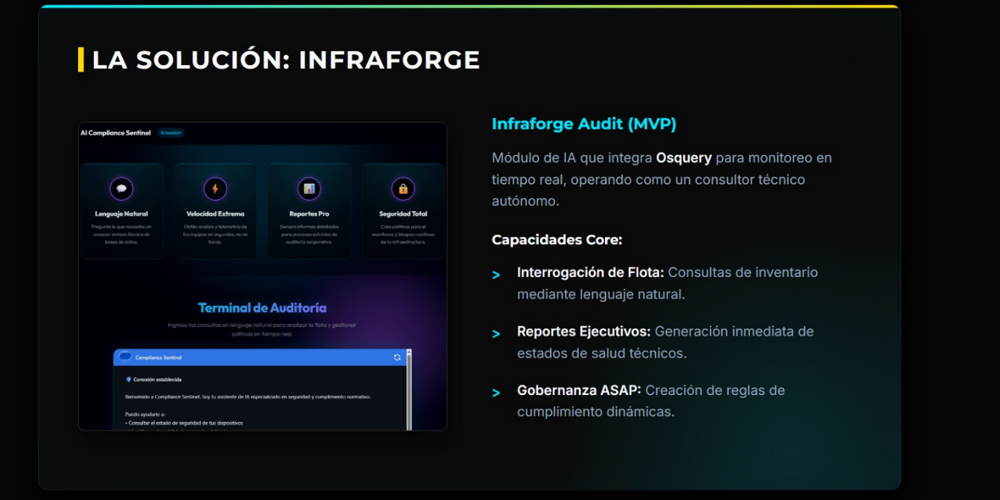 LA SOLUCIÓN: INFRAFORGE
AI Compliance Sentinel
AI Assistant
Lenguaje Natural
Pregunta lo que necesites sin
conocer sintaxis técnica de
bases de datos.
Velocidad Extrema
Obtén análisis y telemetría de
tus equipos en segundos, no en
horas.
Reportes Pro
Genera informes detallados
para procesos estrictos de
auditoría corporativa.
Seguridad Total
Crea políticas para el
monitoreo y bloqueo continuo
de tu infraestructura.
Terminal de Auditoría
Ingresa tus consultas en lenguaje natural para analizar la flota y gestionar
políticas en tiempo real.
Compliance Sentinel
Conexión establecida
Bienvenido a Compliance Sentinel. Soy tu asistente de IA especializado en seguridad y cumplimiento normativo.
Puedo ayudarte a:
• Consultar el estado de seguridad de tus dispositivos
Infraforge Audit (MVP)
Módulo de IA que integra Osquery para monitoreo en
tiempo real, operando como un consultor técnico
autónomo.
Capacidades Core:
> Interrogación de Flota: Consultas de inventario
mediante lenguaje natural.
> Reportes Ejecutivos: Generación inmediata de
estados de salud técnicos.
> Gobernanza ASAP: Creación de reglas de
cumplimiento dinámicas.